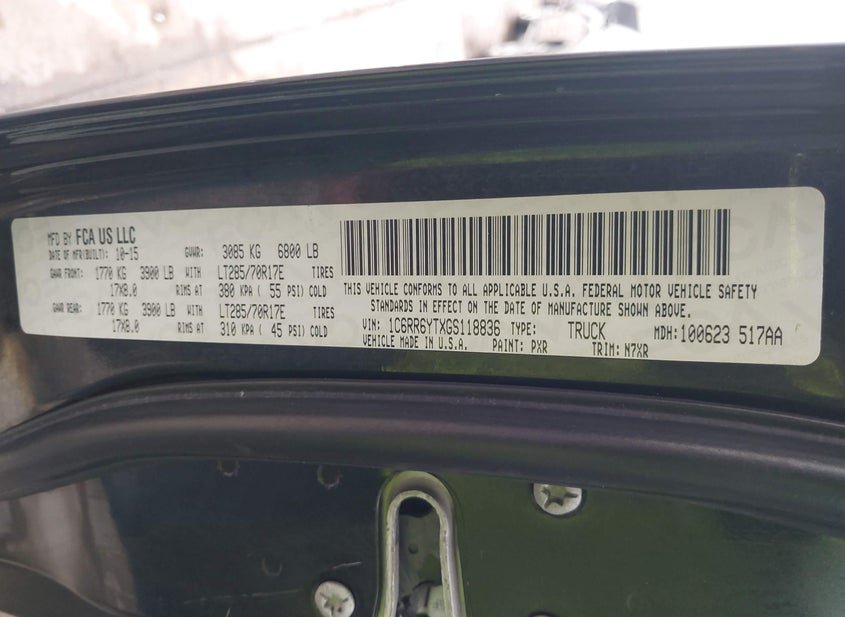 MFD BY FCA US LLC
DATE OF MFR(BUILT): 10-15 GVWR: 3085 KG 6800 LB
GAWR FRONT: 1770 KG 3900 LB WITH LT285/70R17E TIRES
17X8.0 RIMS AT 380 KPA ( 55 PSI) COLD
GAWR REAR: 1770 KG 3900 LB WITH LT285/70R17E TIRES
17X8.0 RIMS AT 310 KPA ( 45 PSI) COLD
THIS VEHICLE CONFORMS TO ALL APPLICABLE U.S.A. FEDERAL MOTOR VEHICLE SAFETY
STANDARDS IN EFFECT ON THE DATE OF MANUFACTURE SHOWN ABOVE.
VIN: 1C6RR6YTXGS118836 TYPE: TRUCK MDH:100623 517AA
VEHICLE MADE IN U.S.A. PAINT: PXR TRIM: N7XR